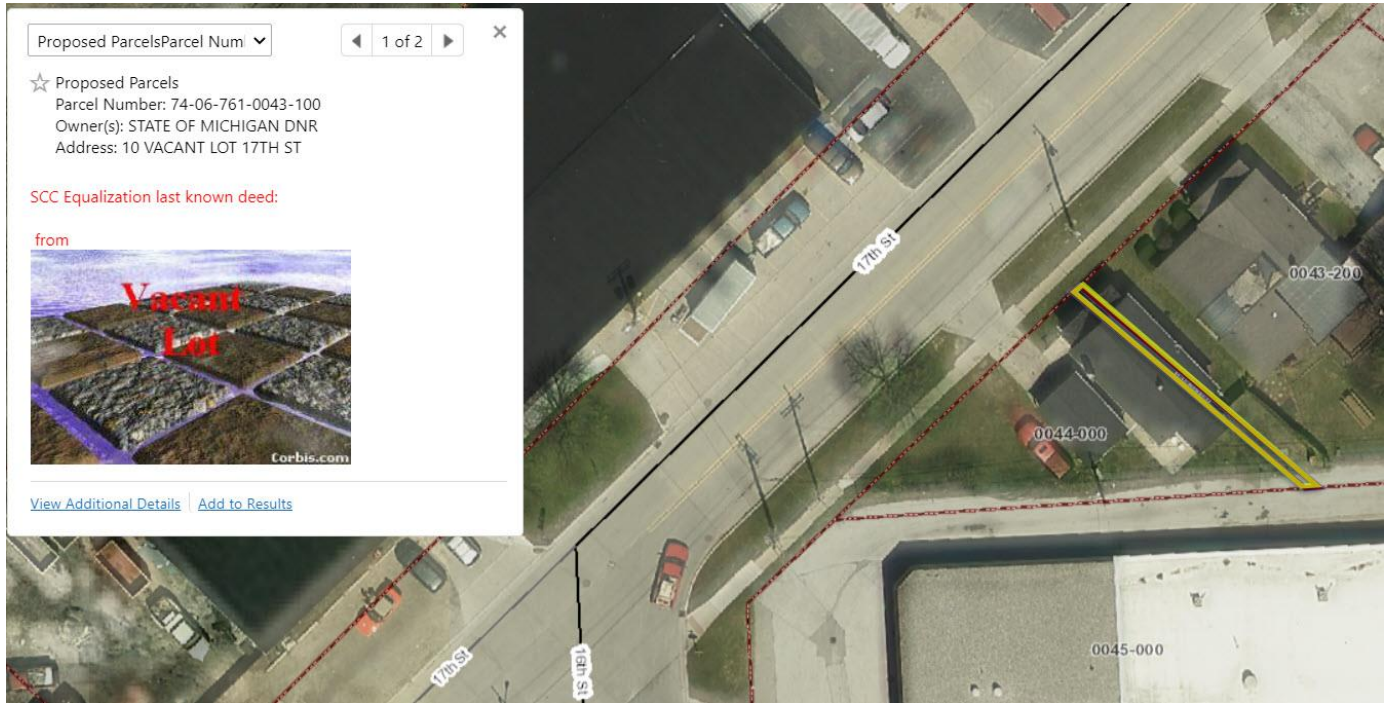 Proposed ParcelsParcel Num
1 of 2
Proposed Parcels
Parcel Number: 74-06-761-0043-100
Owner(s): STATE OF MICHIGAN DNR
Address: 10 VACANT LOT 17TH ST
SCC Equalization last known deed:
from
Vacant
Lot
Corbis.com
View Additional Details
Add to Results
17th St
0043-200
0044-000
0045-000
17th St
16th St